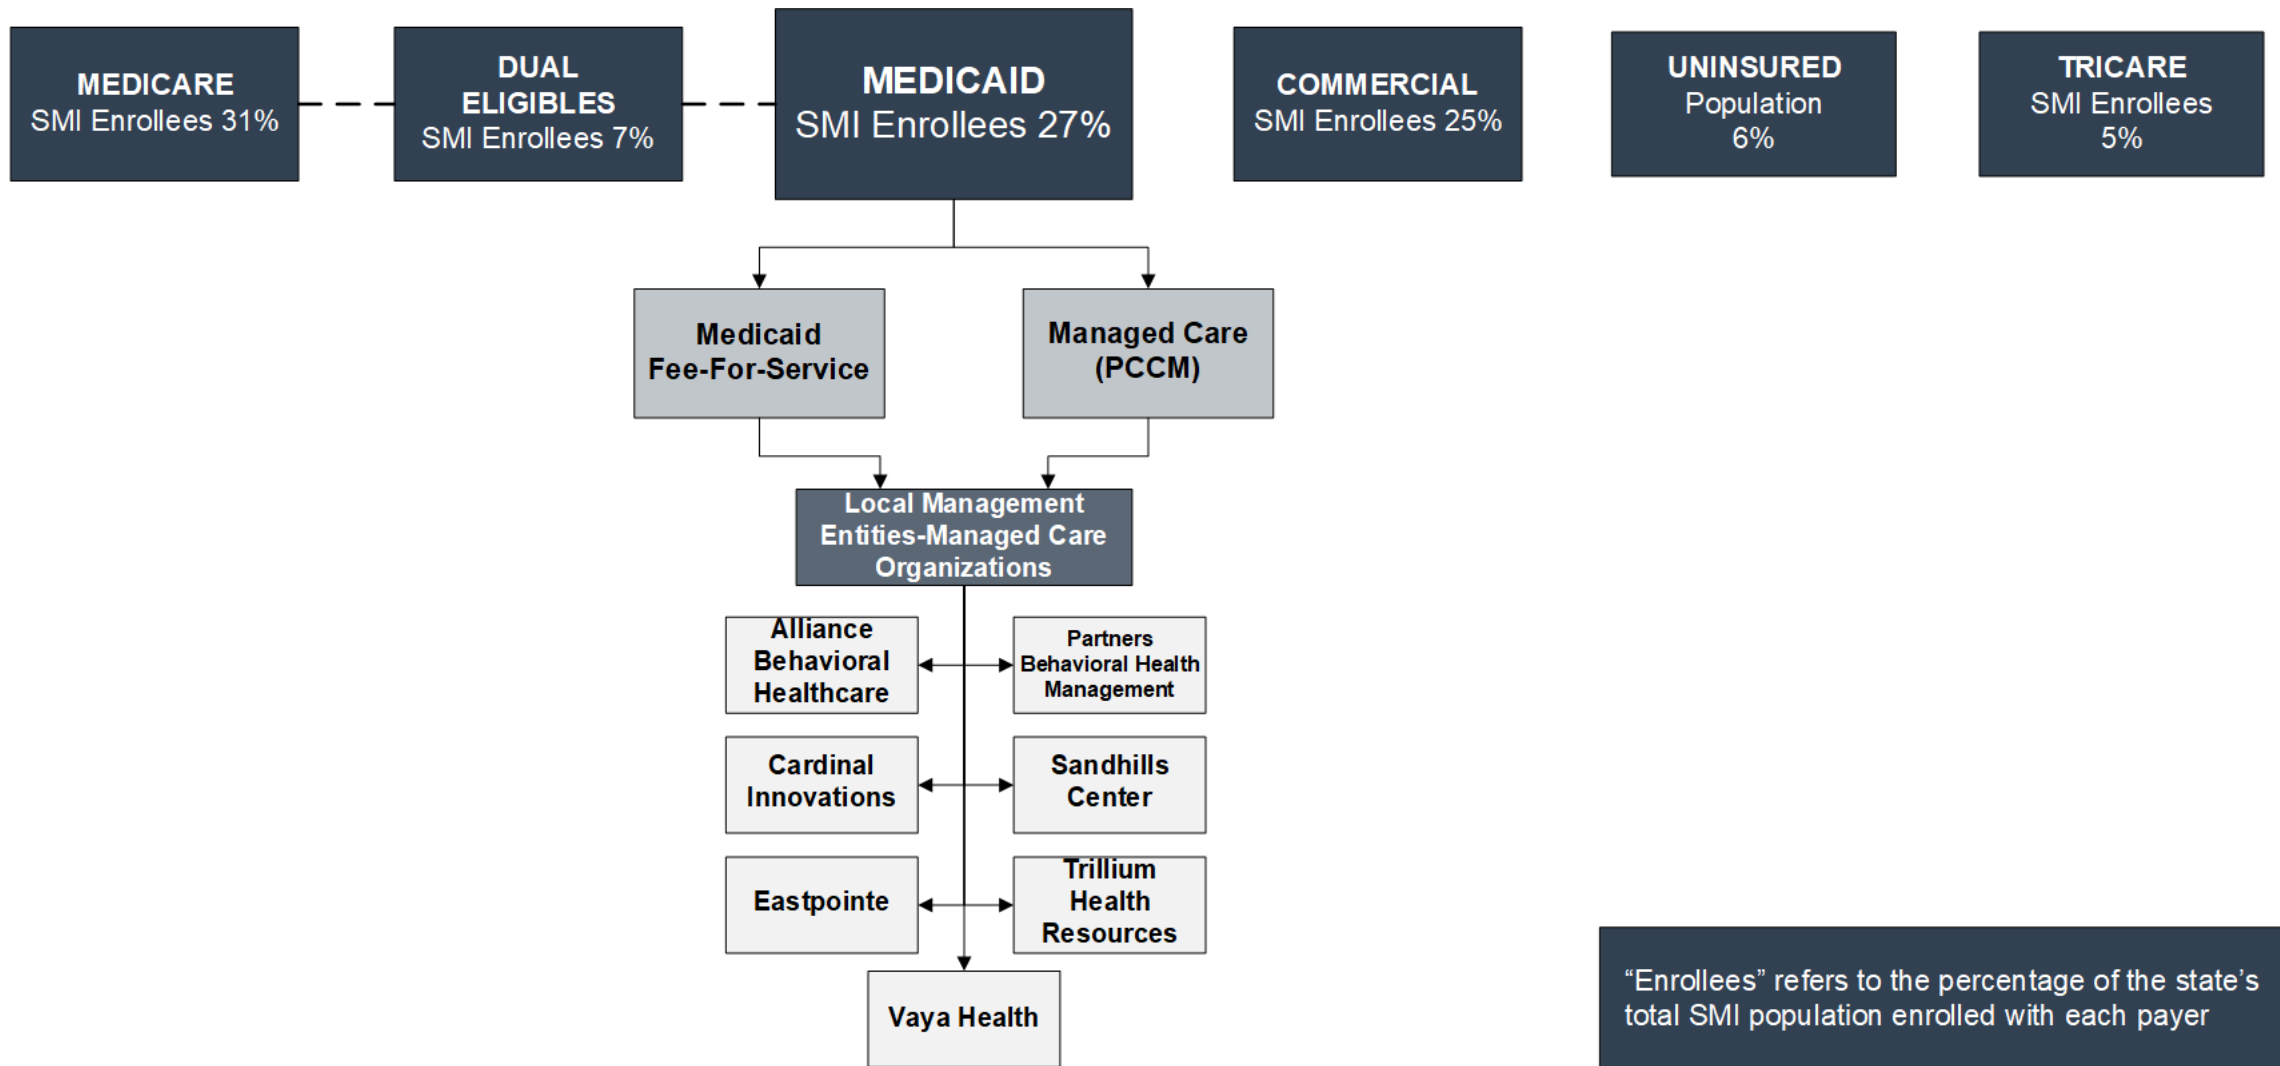 MEDICARE
SMI Enrollees 31%
DUAL
ELIGIBLES
SMI Enrollees 7%
MEDICAID
SMI Enrollees 27%
COMMERCIAL
SMI Enrollees 25%
UNINSURED
Population
6%
TRICARE
SMI Enrollees
5%
Medicaid
Fee-For-Service
Managed Care
(PCCM)
Local Management
Entities-Managed Care
Organizations
Alliance
Behavioral
Healthcare
Partners
Behavioral Health
Management
Cardinal
Innovations
Sandhills
Center
Eastpointe
Trillium
Health
Resources
Vaya Health
“Enrollees” refers to the percentage of the state’s
total SMI population enrolled with each payer